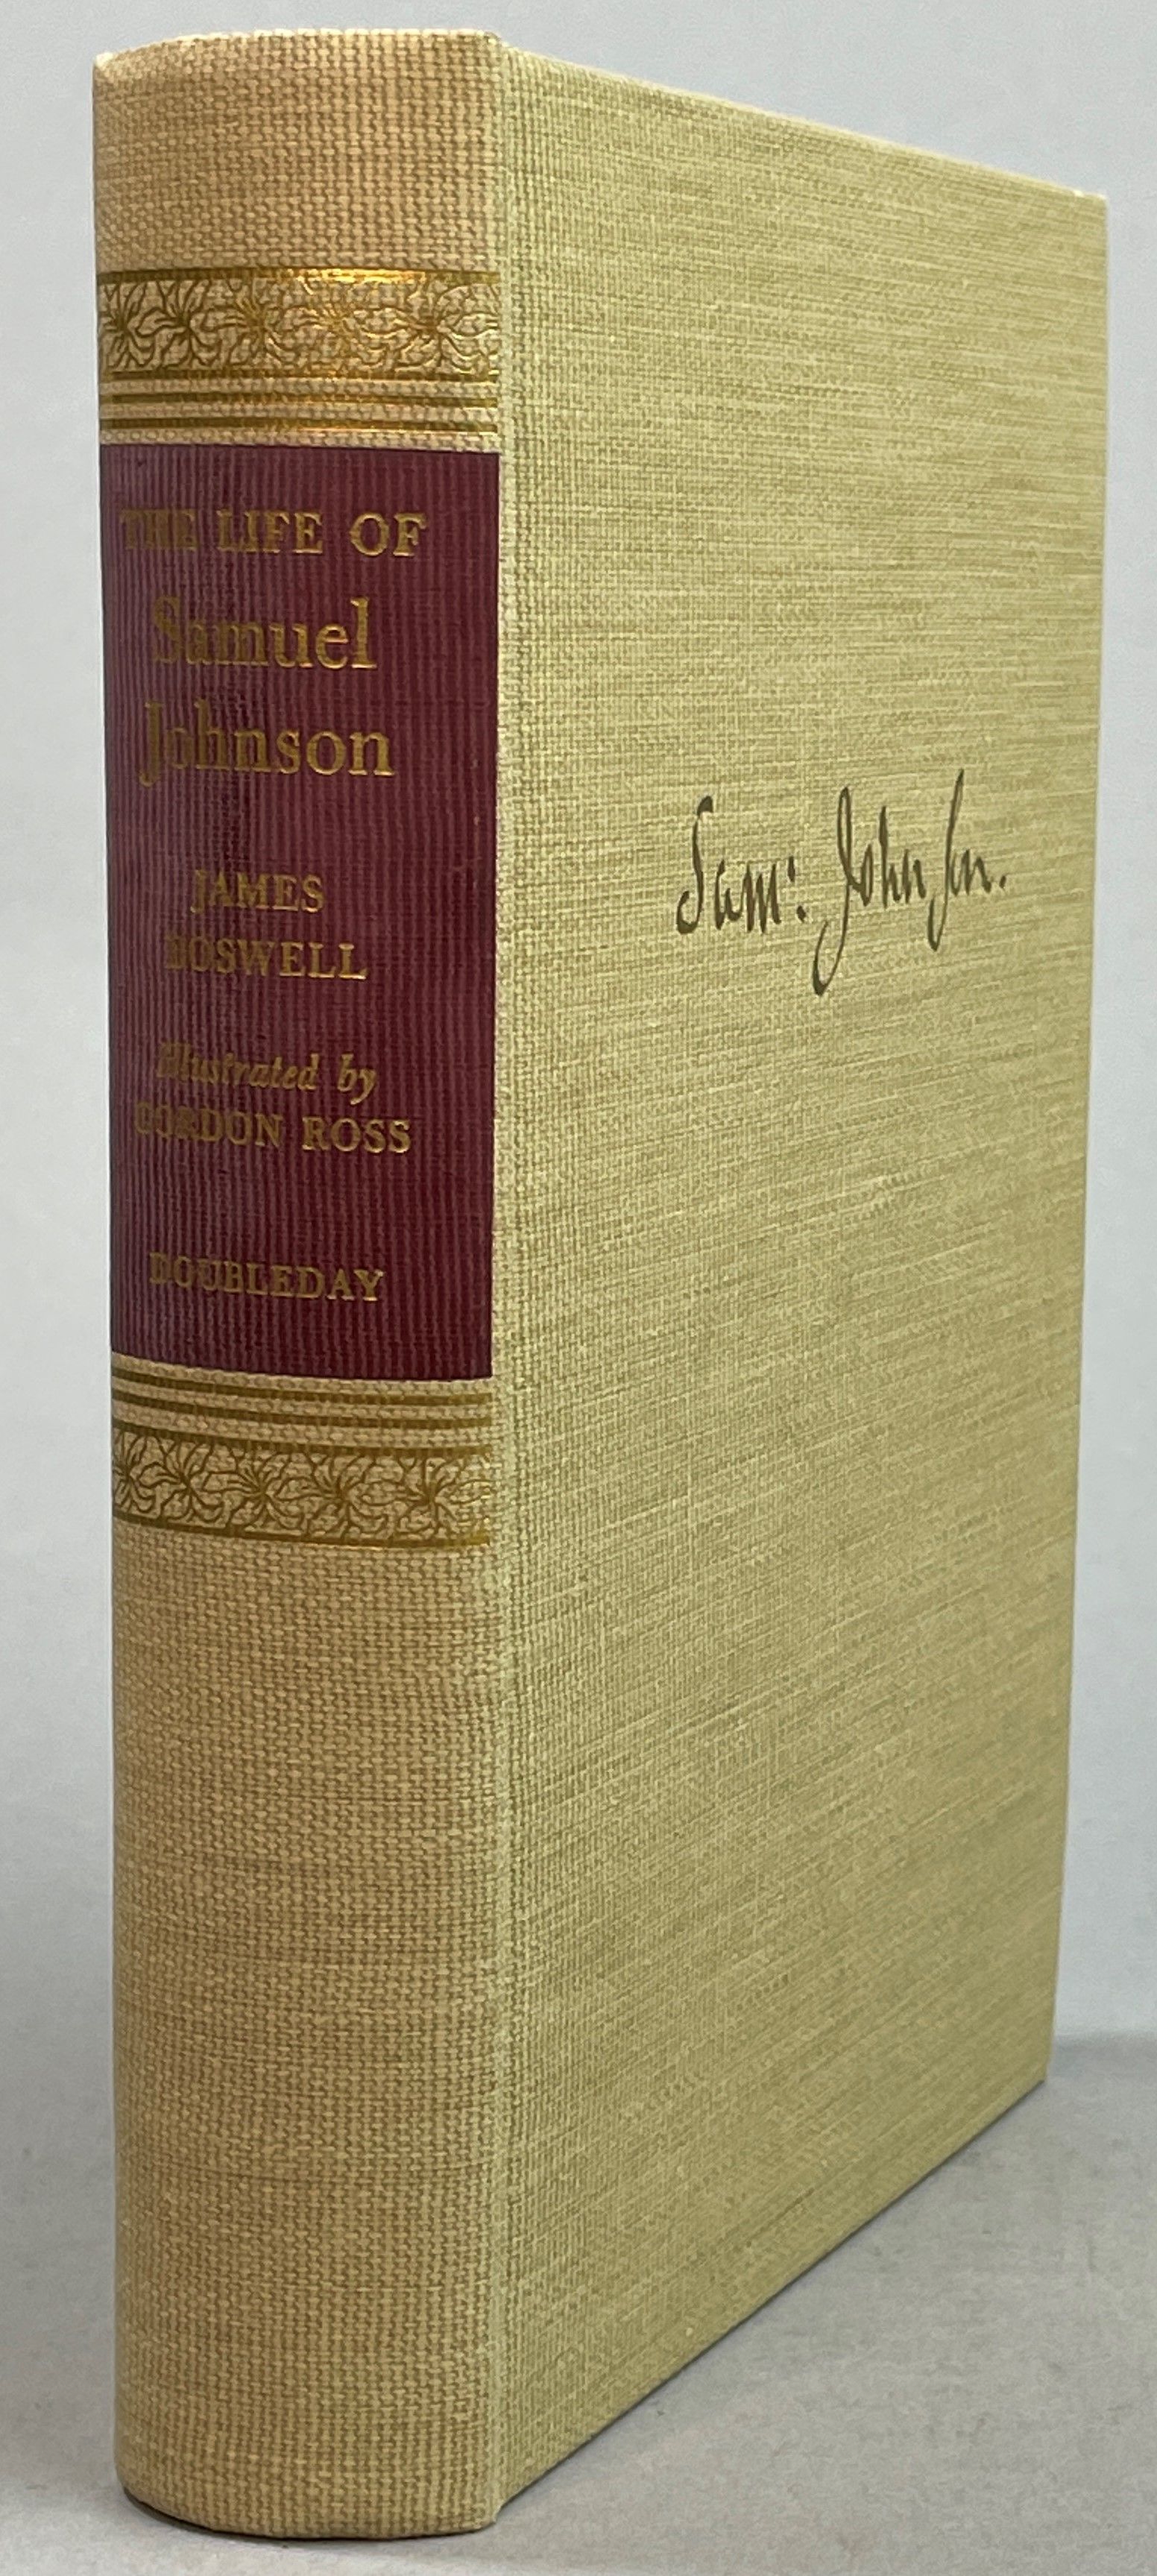 THE LIFE OF
Samuel
Johnson
JAMES
BOSWELL
Illustrated by
GORDON ROSS
DOUBLEDAY
Sam: Johnſon.